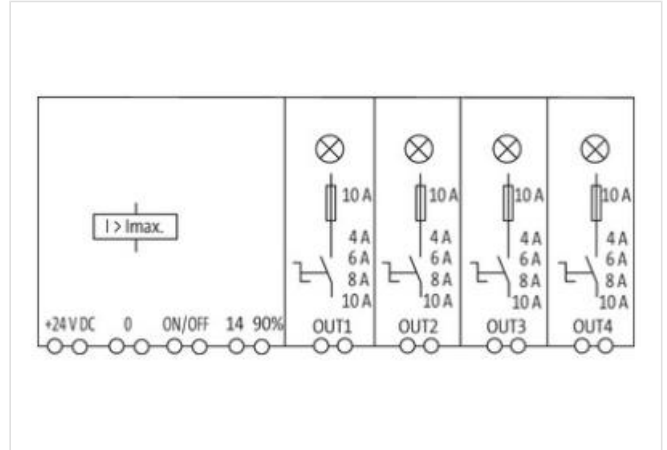 10 A 10 A 10 A 10 A
I > Imax.
4 A 4 A 4 A 4 A
6 A 6 A 6 A 6 A
8 A 8 A 8 A 8 A
10 A 10 A 10 A 10 A
+24 V DC 0 ON/OFF 14 90% OUT1 OUT2 OUT3 OUT4